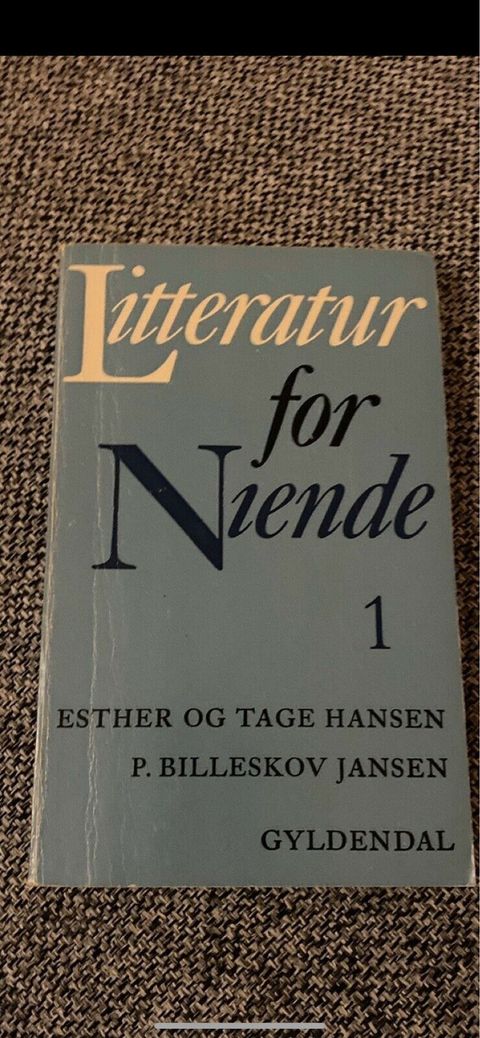 Litteratur
for
Niende
1
ESTHER OG TAGE HANSEN
P. BILLESKOV JANSEN
GYLDENDAL